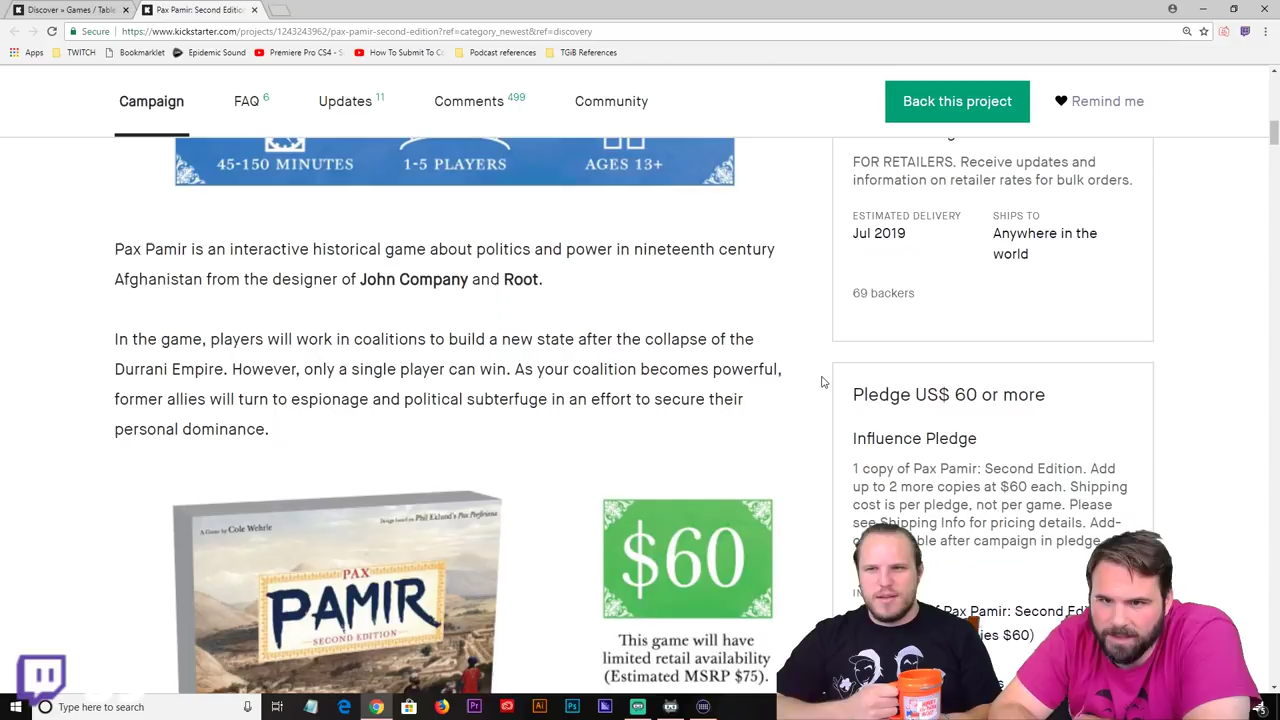 Discover » Games / Table
Pax Pamir: Second Edition
Secure
https://www.kickstarter.com/projects/1243243962/pax-pamir-second-edition?ref=category_newest&ref=discovery
Apps
TWITCH
Bookmarklet
Epidemic Sound
Premiere Pro CS4 - S
How To Submit To Co
Podcast references
TGiB References
Campaign
FAQ 6
Updates 11
Comments 499
Community
Back this project
Remind me
45-150 MINUTES
1-5 PLAYERS
AGES 13+
FOR RETAILERS. Receive updates and
information on retailer rates for bulk orders.
ESTIMATED DELIVERY
SHIPS TO
Jul 2019
Anywhere in the
world
69 backers
Pax Pamir is an interactive historical game about politics and power in nineteenth century
Afghanistan from the designer of John Company and Root.
In the game, players will work in coalitions to build a new state after the collapse of the
Durrani Empire. However, only a single player can win. As your coalition becomes powerful,
former allies will turn to espionage and political subterfuge in an effort to secure their
personal dominance.
Pledge US$ 60 or more
Influence Pledge
1 copy of Pax Pamir: Second Edition. Add
up to 2 more copies at $60 each. Shipping
cost is per pledge, not per game. Please
see Shipping Info for pricing details. Add-
able after campaign in pledge
Pax Pamir: Second Edi
ies $60)
A Game by Cole Wehrle
Design based on Phil Eklund's Pax Porfiriana
PAX
PAMIR
SECOND EDITION
$60
This game will have
limited retail availability
(Estimated MSRP $75).
Type here to search